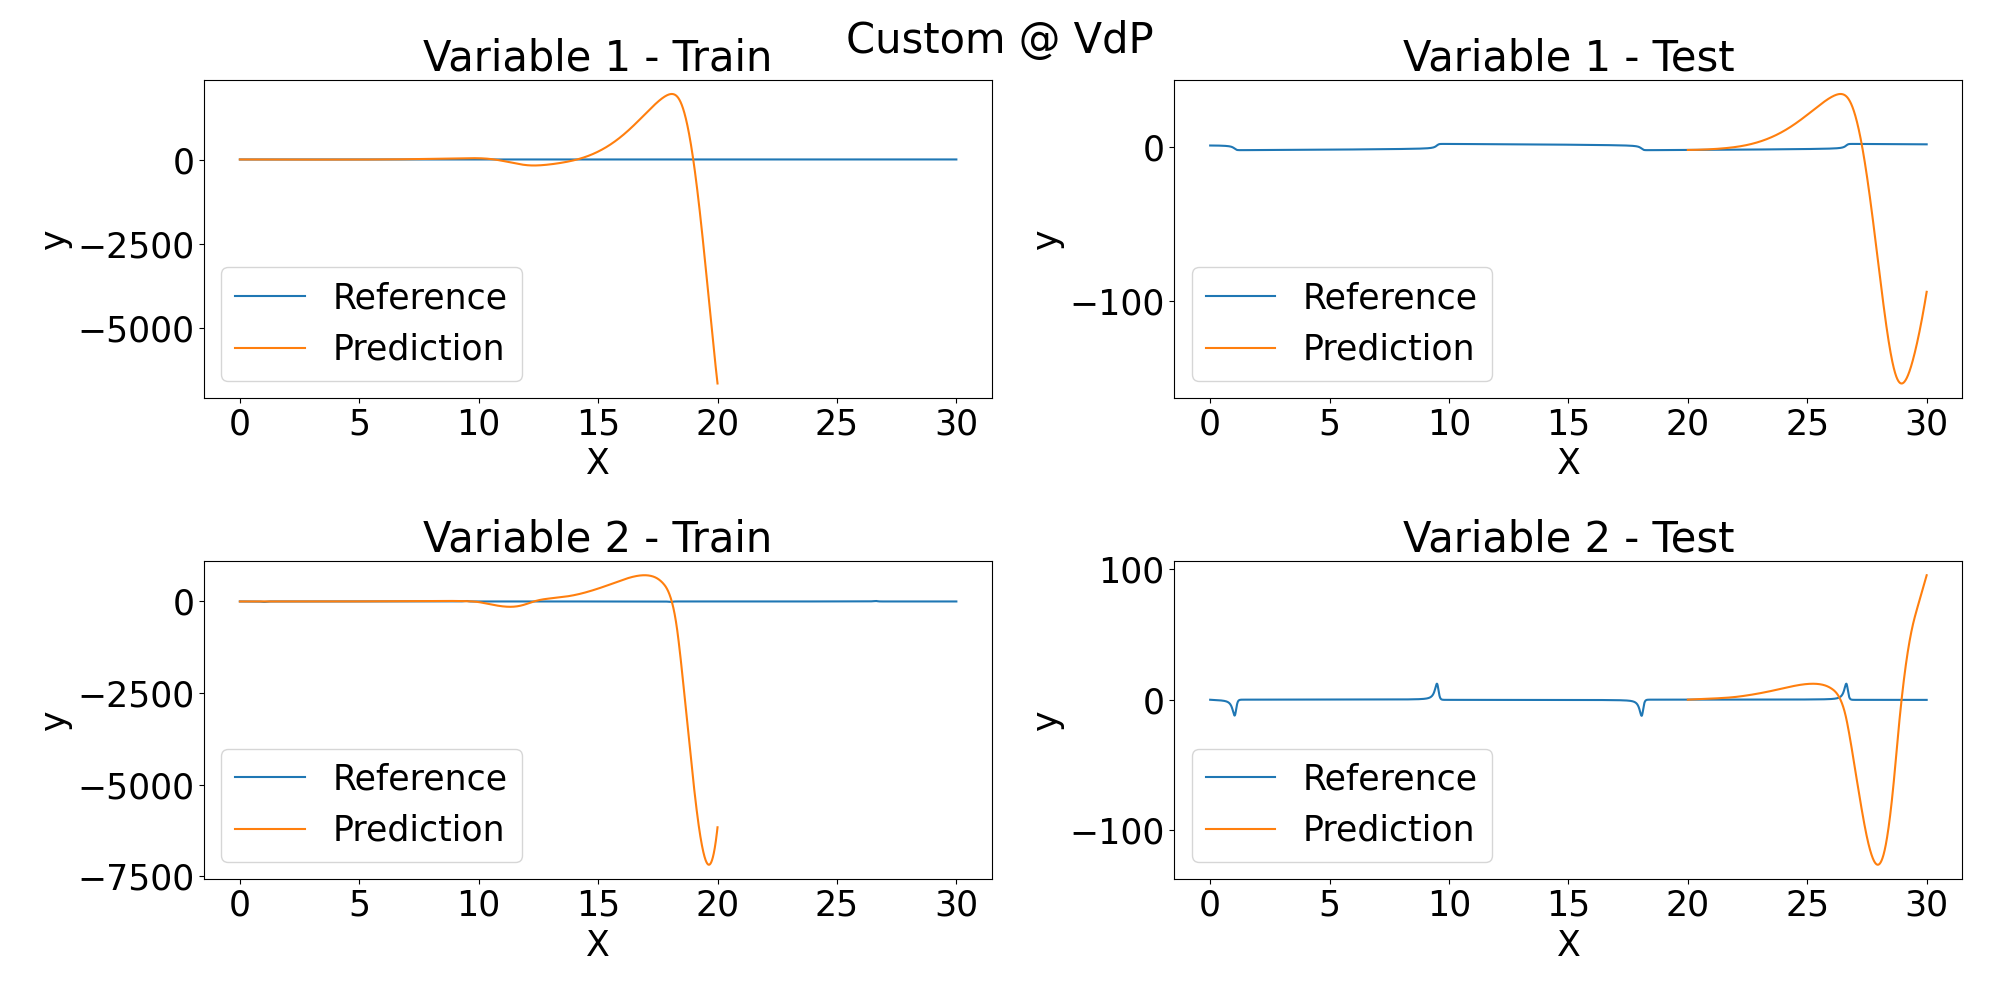 Custom @ VdP
Variable 1 - Train
0
−2500
−5000
y
Reference
Prediction
0 5 10 15 20 25 30
X
Variable 1 - Test
0
−100
y
Reference
Prediction
0 5 10 15 20 25 30
X
Variable 2 - Train
0
−2500
−5000
−7500
y
Reference
Prediction
0 5 10 15 20 25 30
X
Variable 2 - Test
100
0
−100
y
Reference
Prediction
0 5 10 15 20 25 30
X